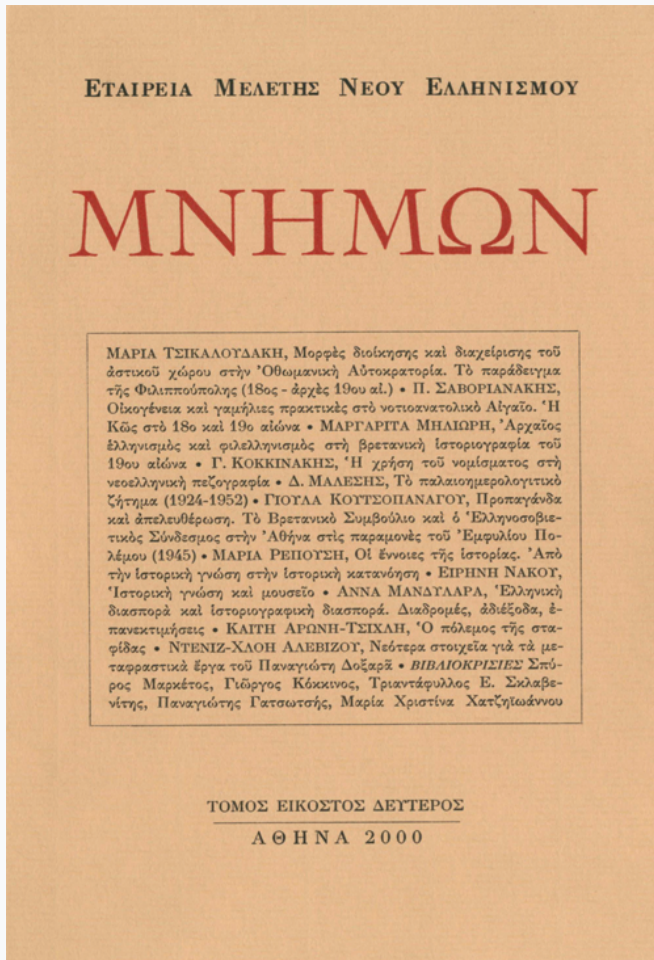 ΕΤΑΙΡΕΙΑ ΜΕΛΕΤΗΣ ΝΕΟΥ ΕΛΛΗΝΙΣΜΟΥ
ΜΝΗΜΩΝ
ΜΑΡΙΑ ΤΣΙΚΑΛΟΥΔΑΚΗ, Μορφὲς διοίκησης καὶ διαχείρισης τοῦ
ἀστικοῦ χώρου στὴν Ὀθωμανικὴ Αὐτοκρατορία. Τὸ παράδειγμα
τῆς Φιλιππούπολης (18ος - ἀρχὲς 19ου αἰ.) • Π. ΣΑΒΟΡΙΑΝΑΚΗΣ,
Οἰκογένεια καὶ γαμήλιες πρακτικὲς στὸ νοτιοανατολικὸ Αἰγαῖο. Ἡ
Κῶς στὸ 18ο καὶ 19ο αἰώνα • ΜΑΡΓΑΡΙΤΑ ΜΗΛΙΩΡΗ, Ἀρχαῖος
ἑλληνισμὸς καὶ φιλελληνισμὸς στὴ βρετανικὴ ἱστοριογραφία τοῦ
19ου αἰώνα • Γ. ΚΟΚΚΙΝΑΚΗΣ, Ἡ χρήση τοῦ νομίσματος στὴ
νεοελληνικὴ πεζογραφία • Δ. ΜΑΛΕΣΗΣ, Τὸ παλαιοημερολογιτικὸ
ζήτημα (1924-1952) • ΓΙΟΥΛΑ ΚΟΥΤΣΟΠΑΝΑΓΟΥ, Προπαγάνδα
καὶ ἀπελευθέρωση. Τὸ Βρετανικὸ Συμβούλιο καὶ ὁ Ἑλληνοσοβιε-
τικὸς Σύνδεσμος στὴν Ἀθήνα στὶς παραμονὲς τοῦ Ἐμφυλίου Πο-
λέμου (1945) • ΜΑΡΙΑ ΡΕΠΟΥΣΗ, Οἱ ἔννοιες τῆς ἱστορίας. Ἀπὸ
τὴν ἱστορικὴ γνώση στὴν ἱστορικὴ κατανόηση • ΕΙΡΗΝΗ ΝΑΚΟΥ,
Ἱστορικὴ γνώση καὶ μουσεῖο • ΑΝΝΑ ΜΑΝΔΥΛΑΡΑ, Ἑλληνικὴ
διασπορὰ καὶ ἱστοριογραφικὴ διασπορά. Διαδρομές, ἀδιέξοδα, ἐ-
πανεκτιμήσεις • ΚΑΙΤΗ ΑΡΩΝΗ-ΤΣΙΧΛΗ, Ὁ πόλεμος τῆς στα-
φίδας • ΝΤΕΝΙΖ-ΧΛΟΗ ΑΛΕΒΙΖΟΥ, Νεότερα στοιχεῖα γιὰ τὰ με-
ταφραστικὰ ἔργα τοῦ Παναγιώτη Δοξαρᾶ • ΒΙΒΛΙΟΚΡΙΣΙΕΣ Σπύ-
ρος Μαρκέτος, Γιῶργος Κόκκινος, Τριαντάφυλλος Ε. Σκλαβε-
νίτης, Παναγιώτης Γατσωτσής, Μαρία Χριστίνα Χατζηϊωάννου
ΤΟΜΟΣ ΕΙΚΟΣΤΟΣ ΔΕΥΤΕΡΟΣ
ΑΘΗΝΑ 2000